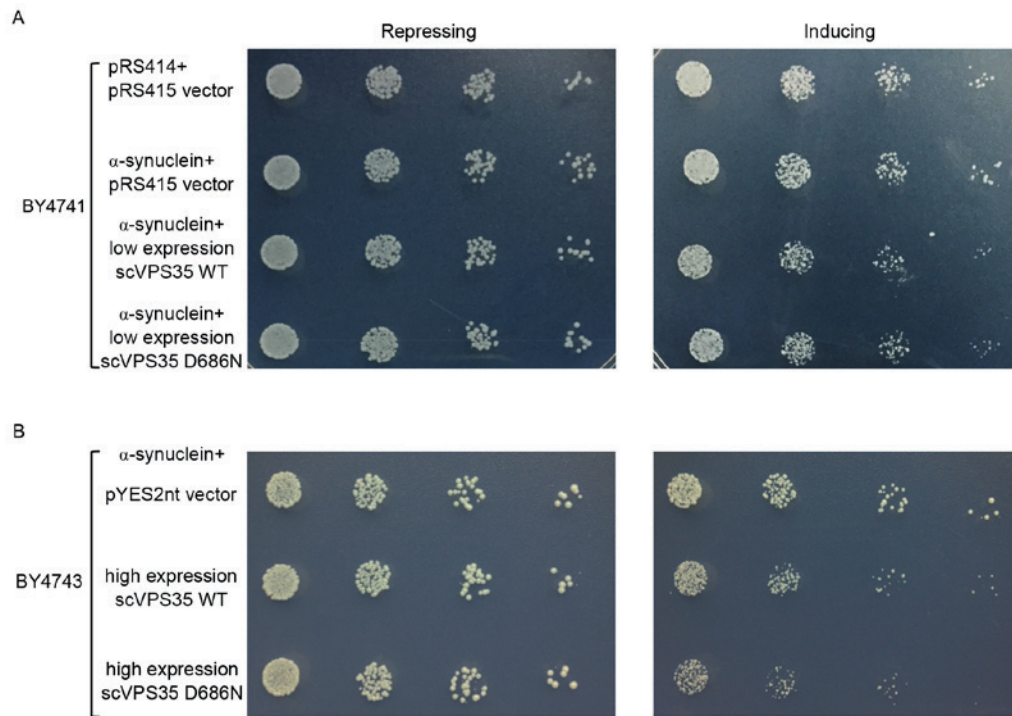 A
Repressing
Inducing
BY4741
pRS414+
pRS415 vector
α-synuclein+
pRS415 vector
α-synuclein+
low expression
scVPS35 WT
α-synuclein+
low expression
scVPS35 D686N
B
BY4743
α-synuclein+
pYES2nt vector
high expression
scVPS35 WT
high expression
scVPS35 D686N